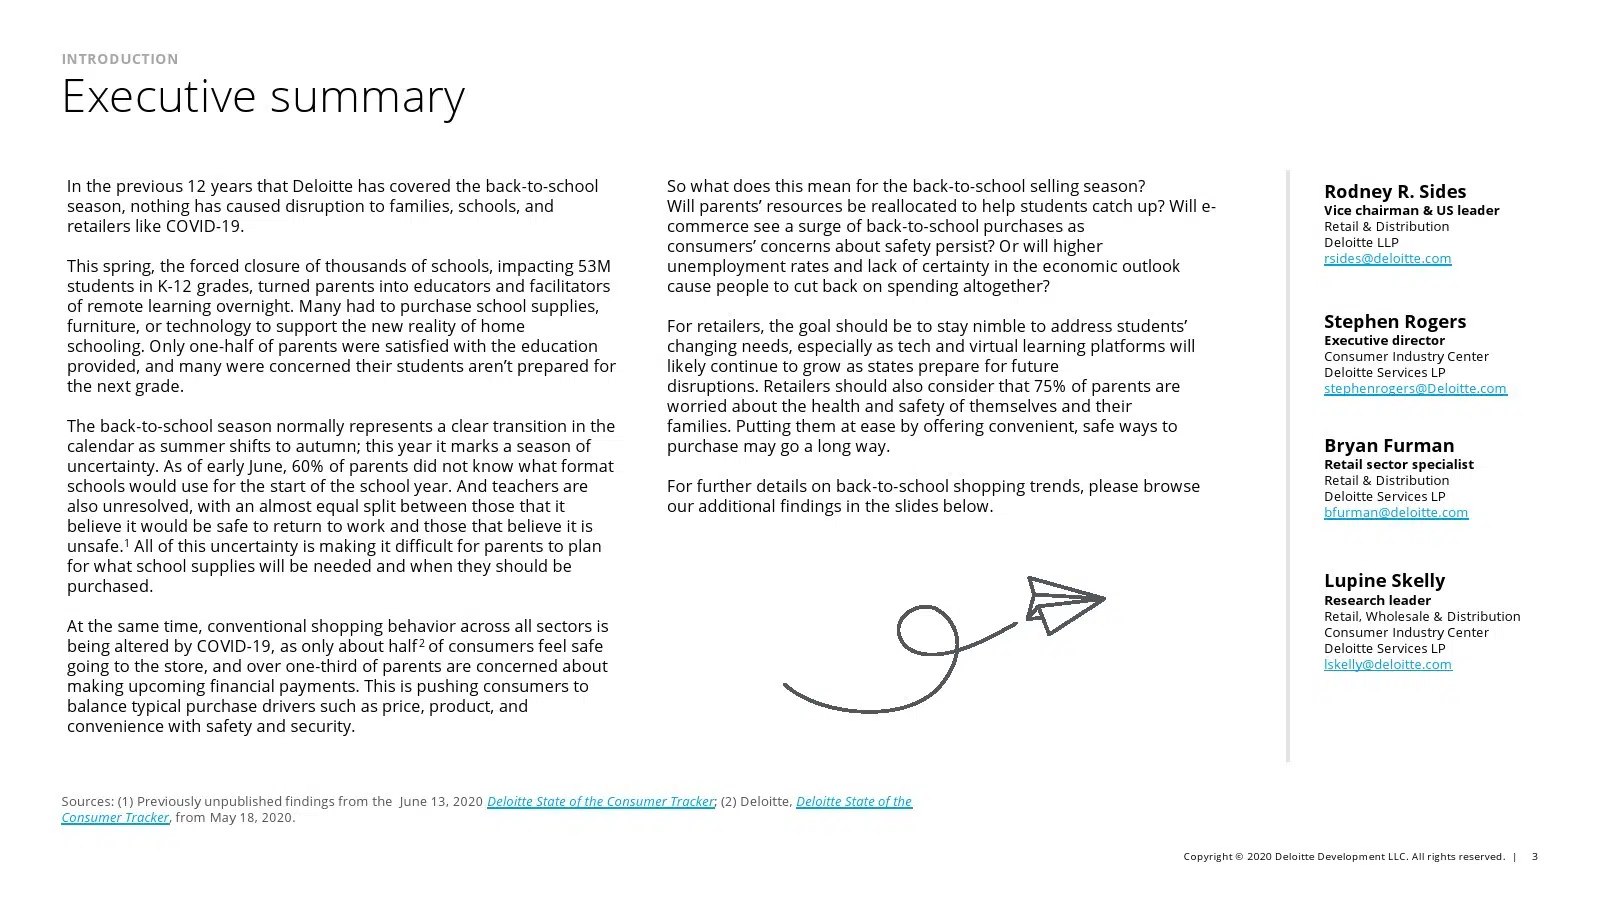 INTRODUCTION
Executive summary
In the previous 12 years that Deloitte has covered the back-to-school
season, nothing has caused disruption to families, schools, and
retailers like COVID-19.
This spring, the forced closure of thousands of schools, impacting 53M
students in K-12 grades, turned parents into educators and facilitators
of remote learning overnight. Many had to purchase school supplies,
furniture, or technology to support the new reality of home
schooling. Only one-half of parents were satisfied with the education
provided, and many were concerned their students aren’t prepared for
the next grade.
The back-to-school season normally represents a clear transition in the
calendar as summer shifts to autumn; this year it marks a season of
uncertainty. As of early June, 60% of parents did not know what format
schools would use for the start of the school year. And teachers are
also unresolved, with an almost equal split between those that it
believe it would be safe to return to work and those that believe it is
unsafe.¹ All of this uncertainty is making it difficult for parents to plan
for what school supplies will be needed and when they should be
purchased.
At the same time, conventional shopping behavior across all sectors is
being altered by COVID-19, as only about half² of consumers feel safe
going to the store, and over one-third of parents are concerned about
making upcoming financial payments. This is pushing consumers to
balance typical purchase drivers such as price, product, and
convenience with safety and security.
So what does this mean for the back-to-school selling season?
Will parents’ resources be reallocated to help students catch up? Will e-
commerce see a surge of back-to-school purchases as
consumers’ concerns about safety persist? Or will higher
unemployment rates and lack of certainty in the economic outlook
cause people to cut back on spending altogether?
For retailers, the goal should be to stay nimble to address students’
changing needs, especially as tech and virtual learning platforms will
likely continue to grow as states prepare for future
disruptions. Retailers should also consider that 75% of parents are
worried about the health and safety of themselves and their
families. Putting them at ease by offering convenient, safe ways to
purchase may go a long way.
For further details on back-to-school shopping trends, please browse
our additional findings in the slides below.
Rodney R. Sides
Vice chairman & US leader
Retail & Distribution
Deloitte LLP
rsides@deloitte.com
Stephen Rogers
Executive director
Consumer Industry Center
Deloitte Services LP
stephenrogers@Deloitte.com
Bryan Furman
Retail sector specialist
Retail & Distribution
Deloitte Services LP
bfurman@deloitte.com
Lupine Skelly
Research leader
Retail, Wholesale & Distribution
Consumer Industry Center
Deloitte Services LP
lskelly@deloitte.com
Sources: (1) Previously unpublished findings from the June 13, 2020 Deloitte State of the Consumer Tracker; (2) Deloitte, Deloitte State of the
Consumer Tracker, from May 18, 2020.
Copyright © 2020 Deloitte Development LLC. All rights reserved. | 3